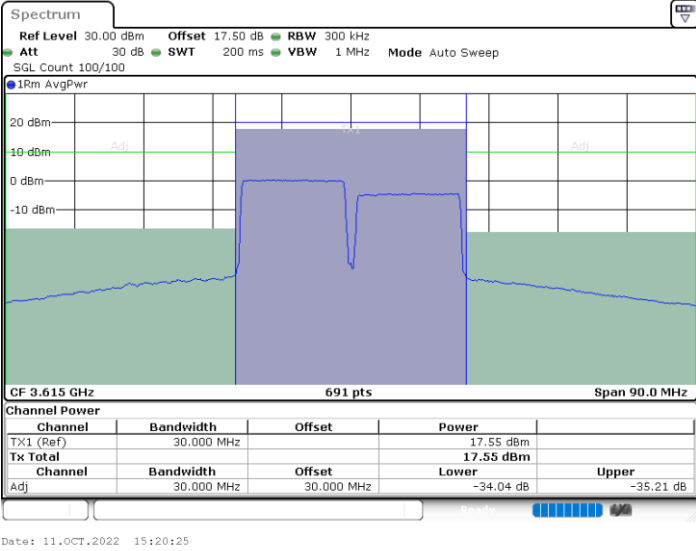 Spectrum
Ref Level 30.00 dBm Offset 17.50 dB RBW 300 kHz
Att 30 dB SWT 200 ms VBW 1 MHz Mode Auto Sweep
SGL Count 100/100
1Rm AvgPwr
20 dBm
TX1
Adj Adj
10 dBm
0 dBm
-10 dBm
CF 3.615 GHz 691 pts Span 90.0 MHz
Channel Power
Channel Bandwidth Offset Power
TX1 (Ref) 30.000 MHz 17.55 dBm
Tx Total 17.55 dBm
Channel Bandwidth Offset Lower Upper
Adj 30.000 MHz 30.000 MHz -34.04 dB -35.21 dB
Ready
Date: 11.OCT.2022 15:20:25